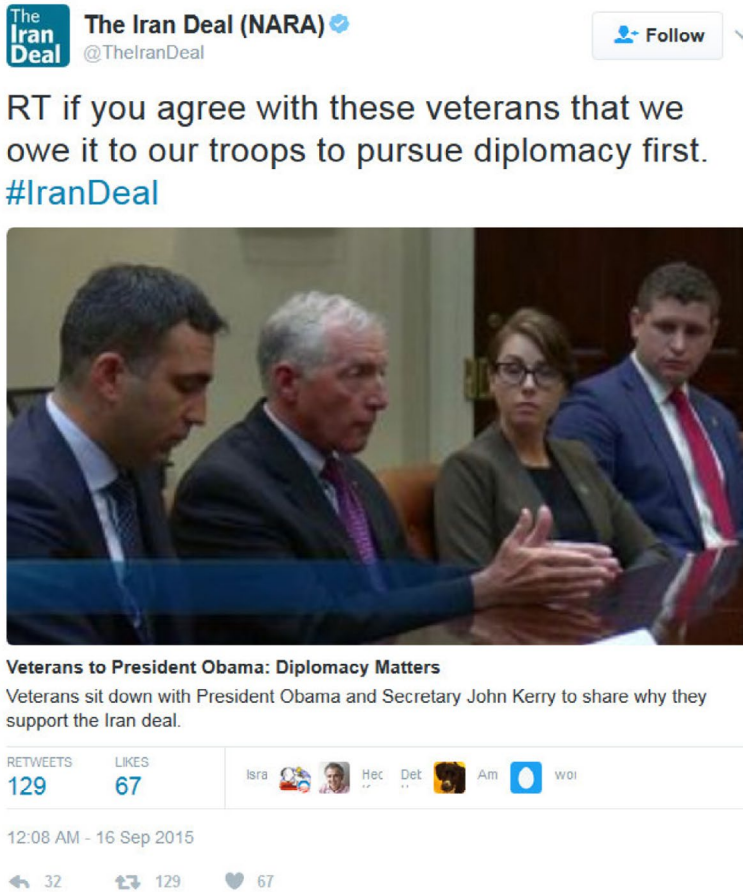 The
Iran
Deal
The Iran Deal (NARA)
@TheIranDeal
Follow
RT if you agree with these veterans that we
owe it to our troops to pursue diplomacy first.
#IranDeal
Veterans to President Obama: Diplomacy Matters
Veterans sit down with President Obama and Secretary John Kerry to share why they
support the Iran deal.
RETWEETS LIKES
129 67
Isra Hec Det Am wor
12:08 AM - 16 Sep 2015
32 129 67